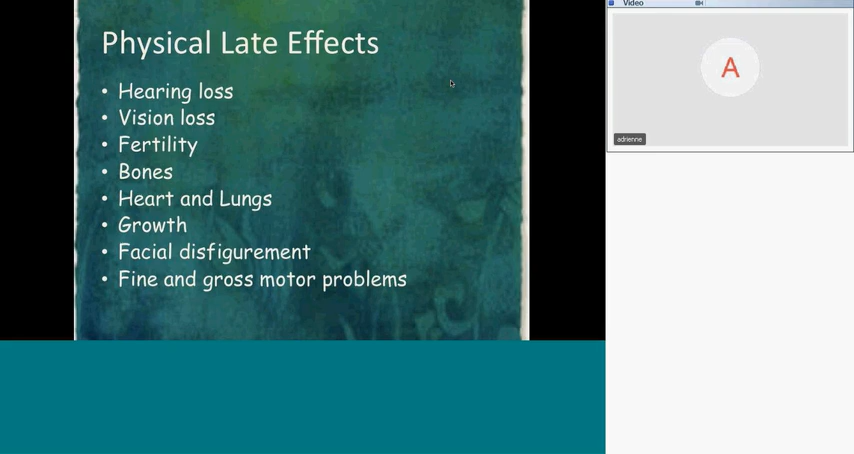 Physical Late Effects
• Hearing loss
• Vision loss
• Fertility
• Bones
• Heart and Lungs
• Growth
• Facial disfigurement
• Fine and gross motor problems
Video
A
adrienne